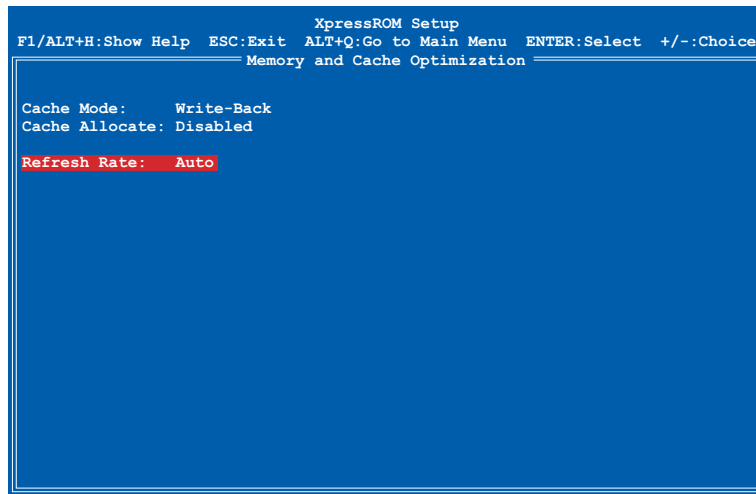 XpressROM Setup
F1/ALT+H:Show Help ESC:Exit ALT+Q:Go to Main Menu ENTER:Select +/-:Choice
Memory and Cache Optimization
Cache Mode: Write-Back
Cache Allocate: Disabled
Refresh Rate: Auto